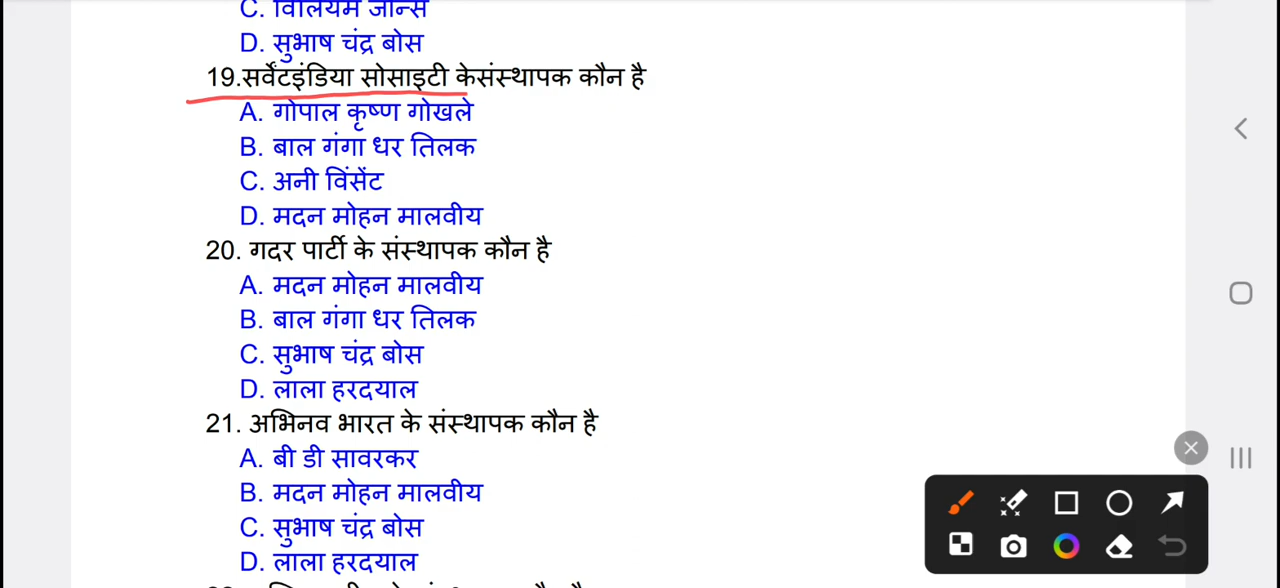 C. विलियम जोन्स
D. सुभाष चंद्र बोस
19.सर्वेंटइंडिया सोसाइटी केसंस्थापक कौन है
A. गोपाल कृष्ण गोखले
B. बाल गंगा धर तिलक
C. अनी विंसेंट
D. मदन मोहन मालवीय
20. गदर पार्टी के संस्थापक कौन है
A. मदन मोहन मालवीय
B. बाल गंगा धर तिलक
C. सुभाष चंद्र बोस
D. लाला हरदयाल
21. अभिनव भारत के संस्थापक कौन है
A. बी डी सावरकर
B. मदन मोहन मालवीय
C. सुभाष चंद्र बोस
D. लाला हरदयाल